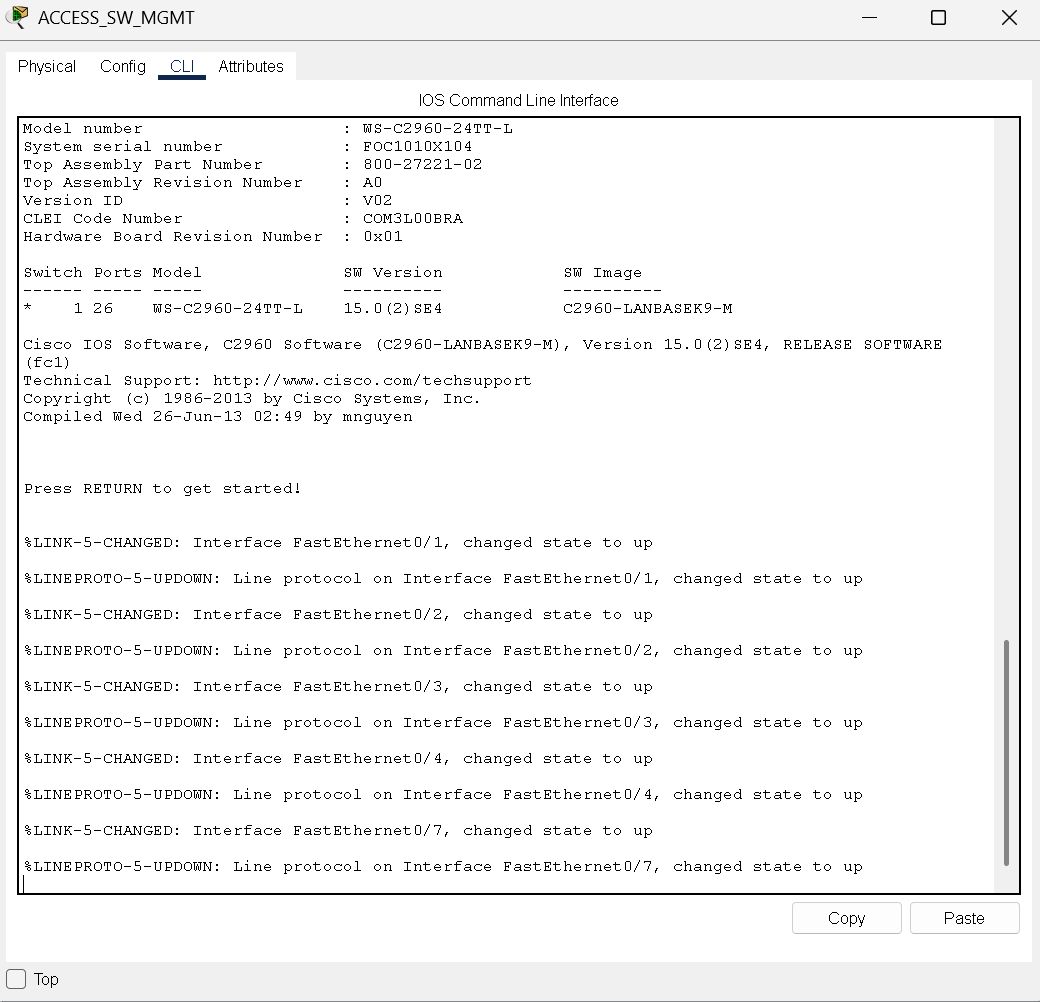 ACCESS_SW_MGMT
Physical Config CLI Attributes
IOS Command Line Interface
Model number : WS-C2960-24TT-L
System serial number : FOC1010X104
Top Assembly Part Number : 800-27221-02
Top Assembly Revision Number : A0
Version ID : V02
CLEI Code Number : COM3L00BRA
Hardware Board Revision Number : 0x01
Switch Ports Model SW Version SW Image
------ ----- ----- ---------- ----------
* 1 26 WS-C2960-24TT-L 15.0(2)SE4 C2960-LANBASEK9-M
Cisco IOS Software, C2960 Software (C2960-LANBASEK9-M), Version 15.0(2)SE4, RELEASE SOFTWARE
(fc1)
Technical Support: http://www.cisco.com/techsupport
Copyright (c) 1986-2013 by Cisco Systems, Inc.
Compiled Wed 26-Jun-13 02:49 by mnguyen
Press RETURN to get started!
%LINK-5-CHANGED: Interface FastEthernet0/1, changed state to up
%LINEPROTO-5-UPDOWN: Line protocol on Interface FastEthernet0/1, changed state to up
%LINK-5-CHANGED: Interface FastEthernet0/2, changed state to up
%LINEPROTO-5-UPDOWN: Line protocol on Interface FastEthernet0/2, changed state to up
%LINK-5-CHANGED: Interface FastEthernet0/3, changed state to up
%LINEPROTO-5-UPDOWN: Line protocol on Interface FastEthernet0/3, changed state to up
%LINK-5-CHANGED: Interface FastEthernet0/4, changed state to up
%LINEPROTO-5-UPDOWN: Line protocol on Interface FastEthernet0/4, changed state to up
%LINK-5-CHANGED: Interface FastEthernet0/7, changed state to up
%LINEPROTO-5-UPDOWN: Line protocol on Interface FastEthernet0/7, changed state to up
Copy Paste
Top